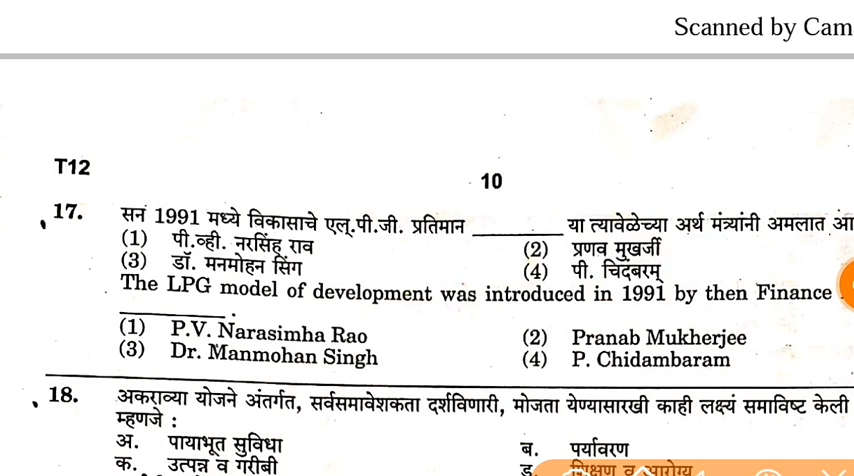 Scanned by Cam
T12
10
17. सन 1991 मध्ये विकासाचे एल्.पी.जी. प्रतिमान ________ या त्यावेळेच्या अर्थ मंत्र्यांनी अमलात
(1) पी.व्ही. नरसिंह राव (2) प्रणव मुखर्जी
(3) डॉ. मनमोहन सिंग (4) पी. चिदंबरम्
The LPG model of development was introduced in 1991 by then Finance
________.
(1) P.V. Narasimha Rao (2) Pranab Mukherjee
(3) Dr. Manmohan Singh (4) P. Chidambaram
18. अकराव्या योजने अंतर्गत, सर्वसमावेशकता दर्शविणारी, मोजता येण्यासारखी काही लक्ष्यं समाविष्ट केली
म्हणजे :
अ. पायाभूत सुविधा ब. पर्यावरण
क. उत्पन्न व गरीबी ड. शिक्षण व आरोग्य